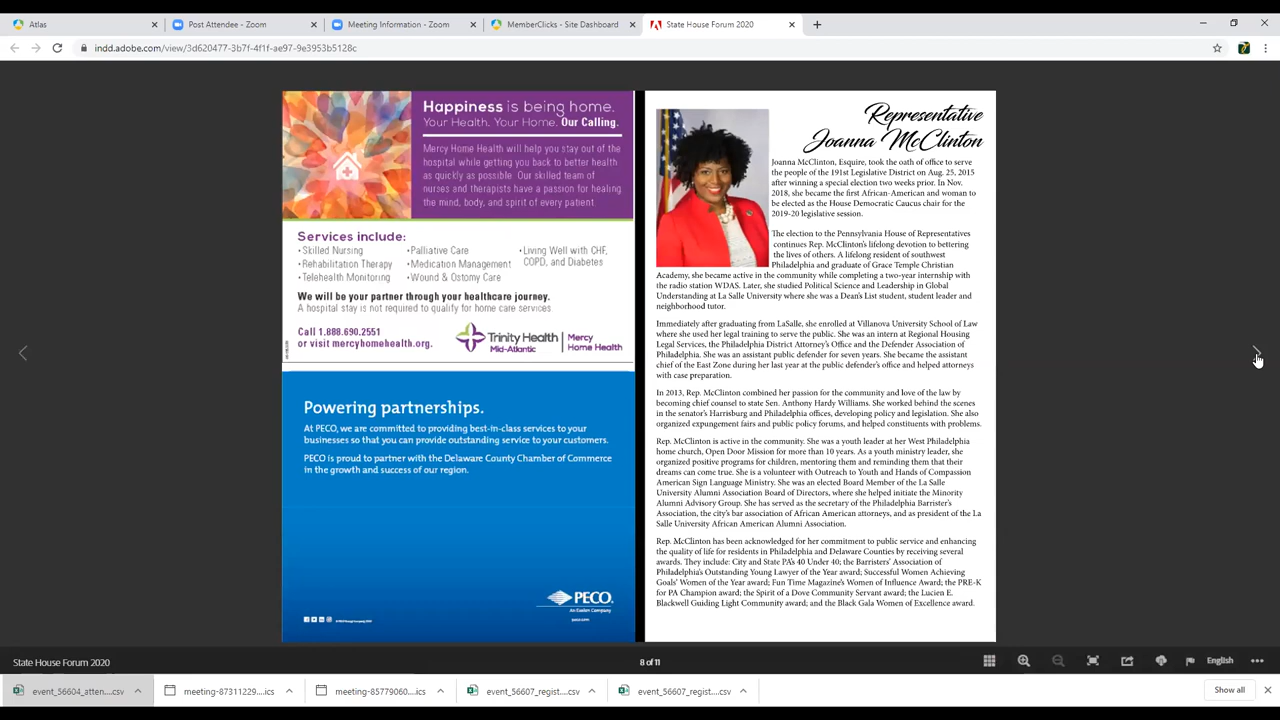 Atlas
Post Attendee - Zoom
Meeting Information - Zoom
MemberClicks - Site Dashboard
State House Forum 2020
indd.adobe.com/view/3d620477-3b7f-4f1f-ae97-9e3953b5128c
Happiness is being home.
Your Health. Your Home. Our Calling.
Mercy Home Health will help you stay out of the
hospital while getting you back to better health
as quickly as possible. Our skilled team of
nurses and therapists have a passion for healing
the mind, body, and spirit of every patient.
Services include:
•Skilled Nursing
•Rehabilitation Therapy
•Telehealth Monitoring
•Palliative Care
•Medication Management
•Wound & Ostomy Care
•Living Well with CHF,
COPD, and Diabetes
We will be your partner through your healthcare journey.
A hospital stay is not required to qualify for home care services.
Call 1.888.690.2551
or visit mercyhomehealth.org.
Trinity Health
Mid-Atlantic
Mercy
Home Health
Powering partnerships.
At PECO, we are committed to providing best-in-class services to your
businesses so that you can provide outstanding service to your customers.
PECO is proud to partner with the Delaware County Chamber of Commerce
in the growth and success of our region.
PECO.
An Exelon Company
Representative
Joanna McClinton
Joanna McClinton, Esquire, took the oath of office to serve
the people of the 191st Legislative District on Aug. 25, 2015
after winning a special election two weeks prior. In Nov.
2018, she became the first African-American and woman to
be elected as the House Democratic Caucus chair for the
2019-20 legislative session.
The election to the Pennsylvania House of Representatives
continues Rep. McClinton's lifelong devotion to bettering
the lives of others. A lifelong resident of southwest
Philadelphia and graduate of Grace Temple Christian
Academy, she became active in the community while completing a two-year internship with
the radio station WDAS. Later, she studied Political Science and Leadership in Global
Understanding at La Salle University where she was a Dean's List student, student leader and
neighborhood tutor.
Immediately after graduating from LaSalle, she enrolled at Villanova University School of Law
where she used her legal training to serve the public. She was an intern at Regional Housing
Legal Services, the Philadelphia District Attorney's Office and the Defender Association of
Philadelphia. She was an assistant public defender for seven years. She became the assistant
chief of the East Zone during her last year at the public defender's office and helped attorneys
with case preparation.
In 2013, Rep. McClinton combined her passion for the community and love of the law by
becoming chief counsel to state Sen. Anthony Hardy Williams. She worked behind the scenes
in the senator's Harrisburg and Philadelphia offices, developing policy and legislation. She also
organized expungement fairs and public policy forums, and helped constituents with problems.
Rep. McClinton is active in the community. She was a youth leader at her West Philadelphia
home church, Open Door Mission for more than 10 years. As a youth ministry leader, she
organized positive programs for children, mentoring them and reminding them that their
dreams can come true. She is a volunteer with Outreach to Youth and Hands of Compassion
American Sign Language Ministry. She was an elected Board Member of the La Salle
University Alumni Association Board of Directors, where she helped initiate the Minority
Alumni Advisory Group. She has served as the secretary of the Philadelphia Barrister's
Association, the city's bar association of African American attorneys, and as president of the La
Salle University African American Alumni Association.
Rep. McClinton has been acknowledged for her commitment to public service and enhancing
the quality of life for residents in Philadelphia and Delaware Counties by receiving several
awards. They include: City and State PA's 40 Under 40; the Barristers' Association of
Philadelphia's Outstanding Young Lawyer of the Year award; Successful Women Achieving
Goals' Women of the Year award; Fun Time Magazine's Women of Influence Award; the PRE-K
for PA Champion award; the Spirit of a Dove Community Servant award; the Lucien E.
Blackwell Guiding Light Community award; and the Black Gala Women of Excellence award.
State House Forum 2020
8 of 11
English
event_56604_atten....csv
meeting-87311229....ics
meeting-85779060....ics
event_56607_regist....csv
event_56607_regist....csv
Show all